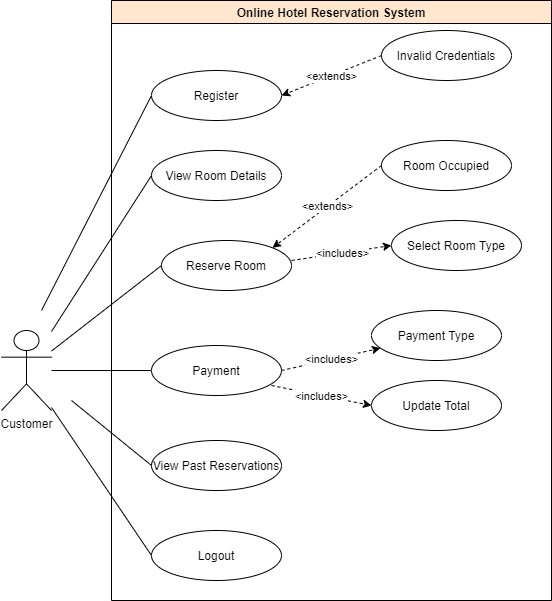 Online Hotel Reservation System
Invalid Credentials
<extends>
Register
Room Occupied
View Room Details
<extends>
Select Room Type
<includes>
Reserve Room
Payment Type
<includes>
Payment
<includes>
Update Total
Customer
View Past Reservations
Logout